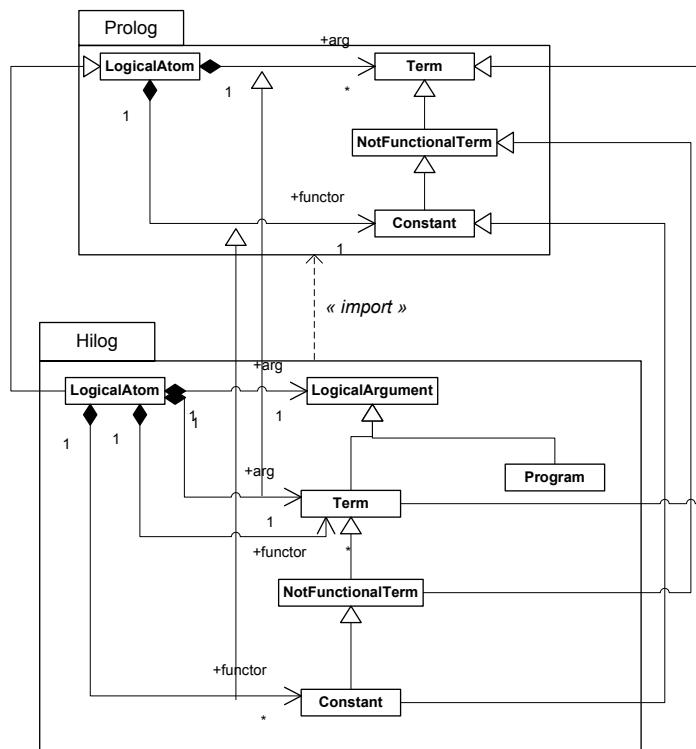 Prolog
+arg
LogicalAtom
Term
1
*
1
NotFunctionalTerm
+functor
Constant
1
« import »
Hilog
+arg
LogicalAtom
LogicalArgument
1
1
1
1
1
Program
+arg
Term
1
+functor
*
NotFunctionalTerm
+functor
Constant
*